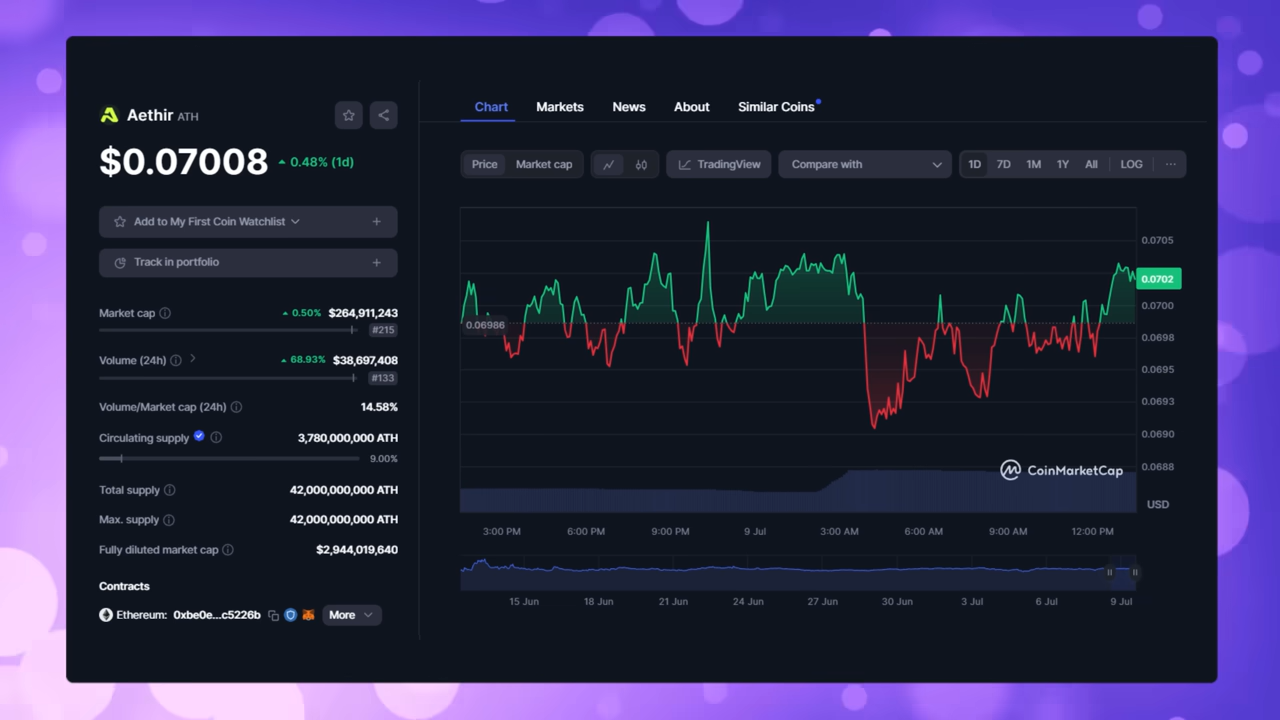 Aethir ATH
$0.07008 0.48% (1d)
Add to My First Coin Watchlist
Track in portfolio
Market cap 0.50% $264,911,243
#215
Volume (24h) 68.93% $38,697,408
#133
Volume/Market cap (24h) 14.58%
Circulating supply 3,780,000,000 ATH
9.00%
Total supply 42,000,000,000 ATH
Max. supply 42,000,000,000 ATH
Fully diluted market cap $2,944,019,640
Contracts
Ethereum: 0xbe0e...c5226b More
Chart Markets News About Similar Coins
Price Market cap TradingView Compare with 1D 7D 1M 1Y All LOG ...
0.0705
0.0702
0.0700
0.06986
0.0698
0.0695
0.0693
0.0690
0.0688
CoinMarketCap
USD
3:00 PM 6:00 PM 9:00 PM 9 Jul 3:00 AM 6:00 AM 9:00 AM 12:00 PM
15 Jun 18 Jun 21 Jun 24 Jun 27 Jun 30 Jun 3 Jul 6 Jul 9 Jul